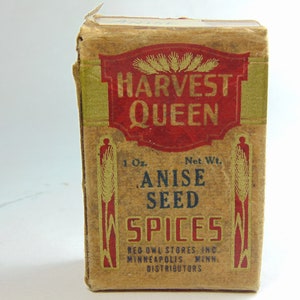 HARVEST
QUEEN
1 Oz. Net Wt.
ANISE
SEED
SPICES
RED OWL STORES, INC.
MINNEAPOLIS, MINN.
DISTRIBUTORS